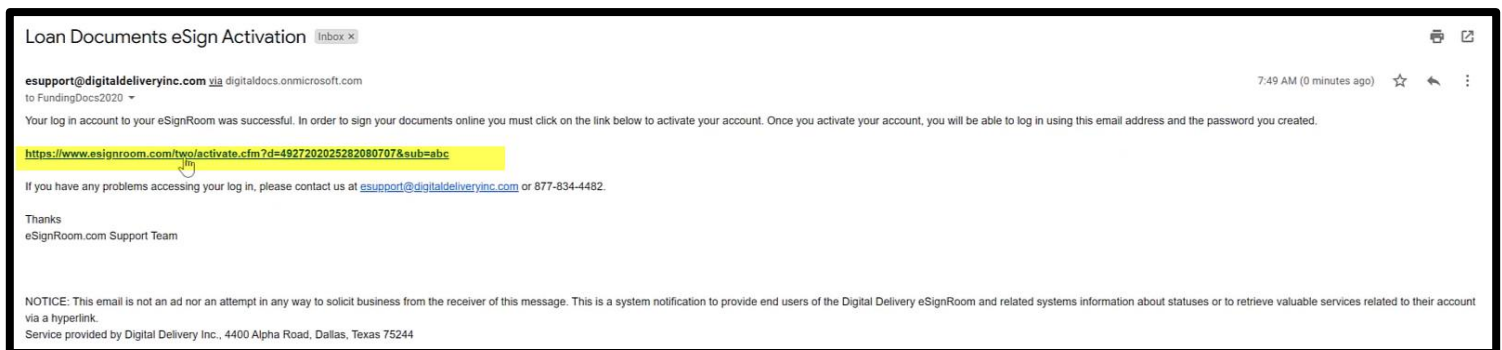 Loan Documents eSign Activation Inbox ×
esupport@digitaldeliveryinc.com via digitaldocs.onmicrosoft.com 7:49 AM (0 minutes ago)
to FundingDocs2020
Your log in account to your eSignRoom was successful. In order to sign your documents online you must click on the link below to activate your account. Once you activate your account, you will be able to log in using this email address and the password you created.
https://www.esignroom.com/two/activate.cfm?d=4927202025282080707&sub=abc
If you have any problems accessing your log in, please contact us at esupport@digitaldeliveryinc.com or 877-834-4482.
Thanks
eSignRoom.com Support Team
NOTICE: This email is not an ad nor an attempt in any way to solicit business from the receiver of this message. This is a system notification to provide end users of the Digital Delivery eSignRoom and related systems information about statuses or to retrieve valuable services related to their account
via a hyperlink.
Service provided by Digital Delivery Inc., 4400 Alpha Road, Dallas, Texas 75244